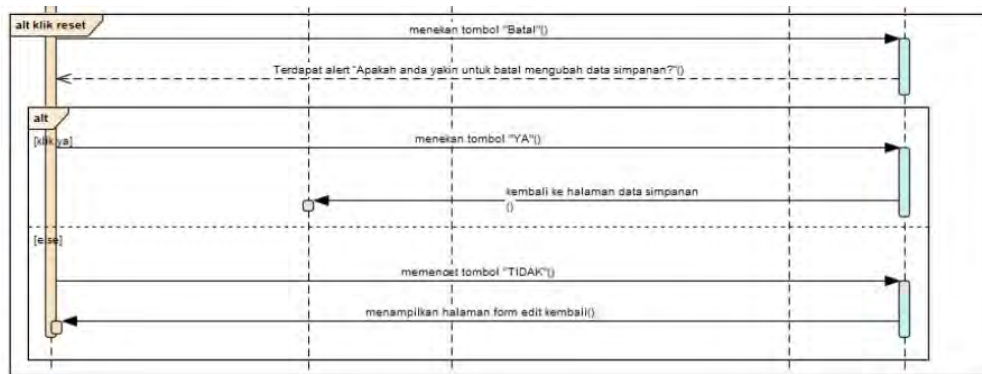 alt klik reset
menekan tombol "Batal"()
Terdapat alert "Apakah anda yakin untuk batal mengubah data simpanan?"()
alt
[klik ya]
menekan tombol "YA"()
kembali ke halaman data simpanan
()
[else]
memencet tombol "TIDAK"()
menampilkan halaman form edit kembali()